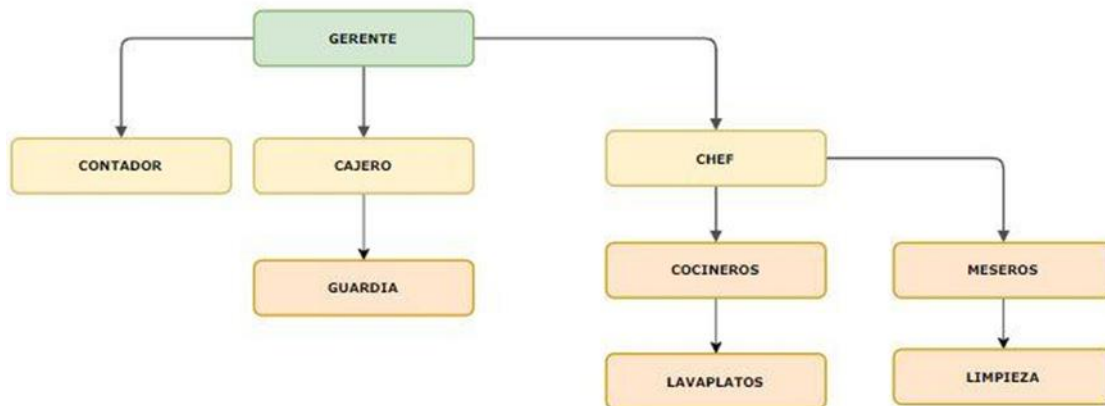 GERENTE
CONTADOR
CAJERO
CHEF
GUARDIA
COCINEROS
MESEROS
LAVAPLATOS
LIMPIEZA